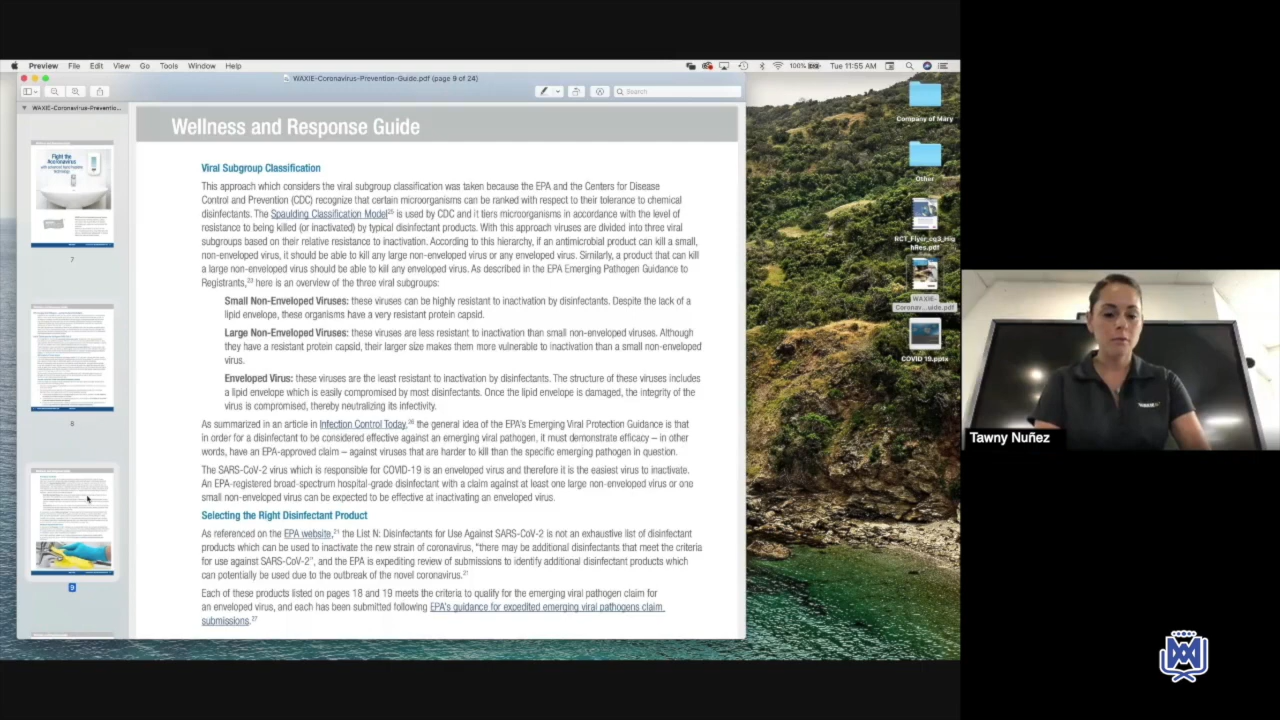 Preview File Edit View Go Tools Window Help
100% Tue 11:55 AM
WAXIE-Coronavirus-Prevention-Guide.pdf (page 9 of 24)
Search
WAXIE-Coronavirus-Preventio...
Fight the
7
8
9
Wellness and Response Guide
Viral Subgroup Classification
This approach which considers the viral subgroup classification was taken because the EPA and the Centers for Disease
Control and Prevention (CDC) recognize that certain microorganisms can be ranked with respect to their tolerance to chemical
disinfectants. The Spaulding Classification Model is used by CDC and it tiers microorganisms in accordance with the level of
resistance to being killed (or inactivated) by typical disinfectant products. With this approach viruses are divided into three viral
subgroups based on their relative resistance to inactivation. According to this hierarchy, if an antimicrobial product can kill a small,
non-enveloped virus, it should be able to kill any large non-enveloped virus or any enveloped virus. Similarly, a product that can kill
a large non-enveloped virus should be able to kill any enveloped virus. As described in the EPA Emerging Pathogen Guidance to
Registrants, here is an overview of the three viral subgroups:
Small Non-Enveloped Viruses: these viruses can be highly resistant to inactivation by disinfectants. Despite the lack of a
lipid envelope, these organisms have a very resistant protein capsid.
Large Non-Enveloped Viruses: these viruses are less resistant to inactivation than small non-enveloped viruses. Although
they have a resistant protein capsid, their larger size makes them more vulnerable to inactivation than a small non-enveloped
virus.
Enveloped Virus: these viruses are the least resistant to inactivation by disinfectants. The structure of these viruses includes
a lipid envelope which is easily compromised by most disinfectants. Once the lipid envelope is damaged, the integrity of the
virus is compromised, thereby neutralizing its infectivity.
As summarized in an article in Infection Control Today, the general idea of the EPA's Emerging Viral Protection Guidance is that
in order for a disinfectant to be considered effective against an emerging viral pathogen, it must demonstrate efficacy – in other
words, have an EPA-approved claim – against viruses that are harder to kill than the specific emerging pathogen in question.
The SARS-CoV-2 virus which is responsible for COVID-19 is an enveloped virus and therefore it is the easiest virus to inactivate.
An EPA-registered broad-spectrum hospital-grade disinfectant with a claim against at least one large non-enveloped virus or one
small non-enveloped virus can be expected to be effective at inactivating an enveloped virus.
Selecting the Right Disinfectant Product
As referenced on the EPA website,²¹ the List N: Disinfectants for Use Against SARS-CoV-2 is not an exhaustive list of disinfectant
products which can be used to inactivate the new strain of coronavirus, "there may be additional disinfectants that meet the criteria
for use against SARS-CoV-2", and the EPA is expediting review of submissions to identify additional disinfectant products which
can potentially be used due to the outbreak of the novel coronavirus.²¹
Each of these products listed on pages 18 and 19 meets the criteria to qualify for the emerging viral pathogen claim for
an enveloped virus, and each has been submitted following EPA's guidance for expedited emerging viral pathogens claim
submissions.²⁷
Company of Mary
Other
RCT_Flyer_cg3_Hig
hRes.pdf
WAXIE-
Coronav...uide.pdf
COVID 19.pptx
Tawny Nuñez